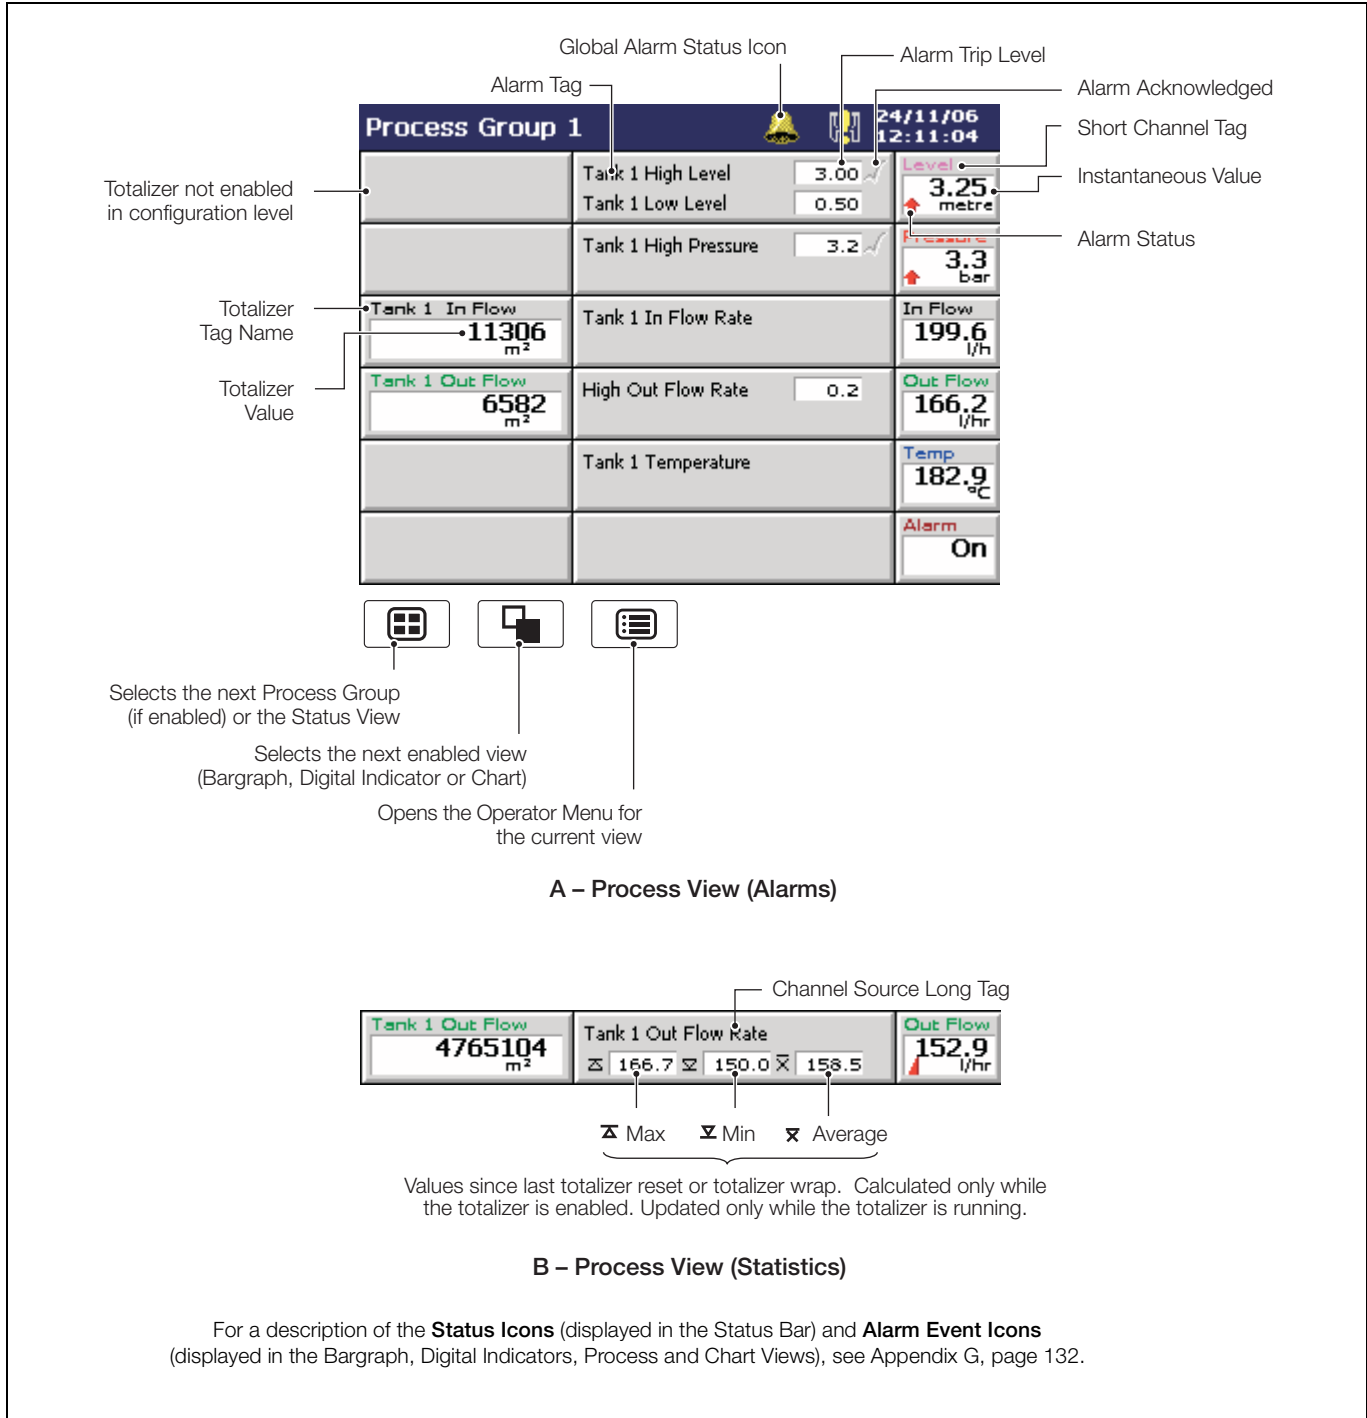 Global Alarm Status Icon
Alarm Trip Level
Alarm Tag
Alarm Acknowledged
Short Channel Tag
Instantaneous Value
Alarm Status
Totalizer not enabled
in configuration level
Totalizer
Tag Name
Totalizer
Value
Process Group 1
24/11/06
12:11:04
Tank 1 High Level 3.00
Tank 1 Low Level 0.50
Level
3.25
metre
Tank 1 High Pressure 3.2
Pressure
3.3
bar
Tank 1 In Flow
11306
m²
Tank 1 In Flow Rate
In Flow
199.6
l/h
Tank 1 Out Flow
6582
m²
High Out Flow Rate 0.2
Out Flow
166.2
l/hr
Tank 1 Temperature
Temp
182.9
°C
Alarm
On
Selects the next Process Group
(if enabled) or the Status View
Selects the next enabled view
(Bargraph, Digital Indicator or Chart)
Opens the Operator Menu for
the current view
A – Process View (Alarms)
Channel Source Long Tag
Tank 1 Out Flow
4765104
m²
Tank 1 Out Flow Rate
166.7 150.0 158.5
Out Flow
152.9
l/hr
Max Min Average
Values since last totalizer reset or totalizer wrap. Calculated only while
the totalizer is enabled. Updated only while the totalizer is running.
B – Process View (Statistics)
For a description of the Status Icons (displayed in the Status Bar) and Alarm Event Icons
(displayed in the Bargraph, Digital Indicators, Process and Chart Views), see Appendix G, page 132.